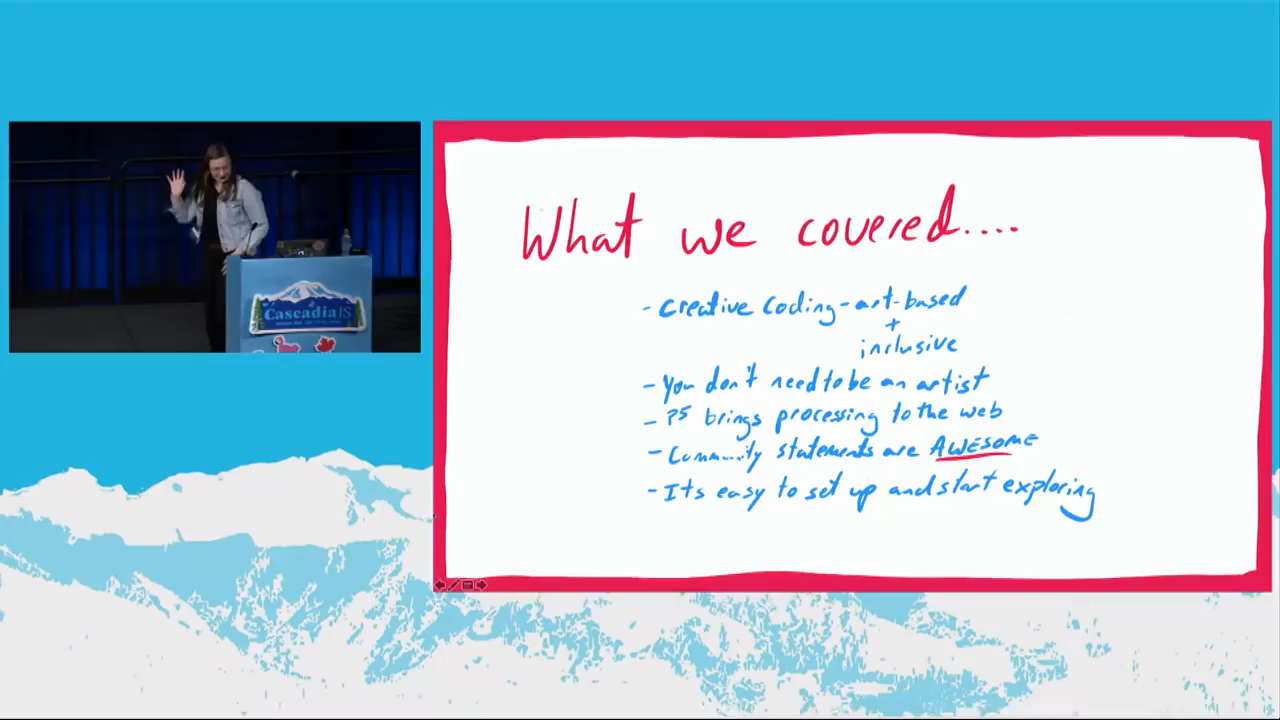 What we covered....
- creative coding - art-based
+
inclusive
- You don't need to be an artist
- P5 brings processing to the web
- Community statements are AWESOME
- It's easy to set up and start exploring
CascadiaJS